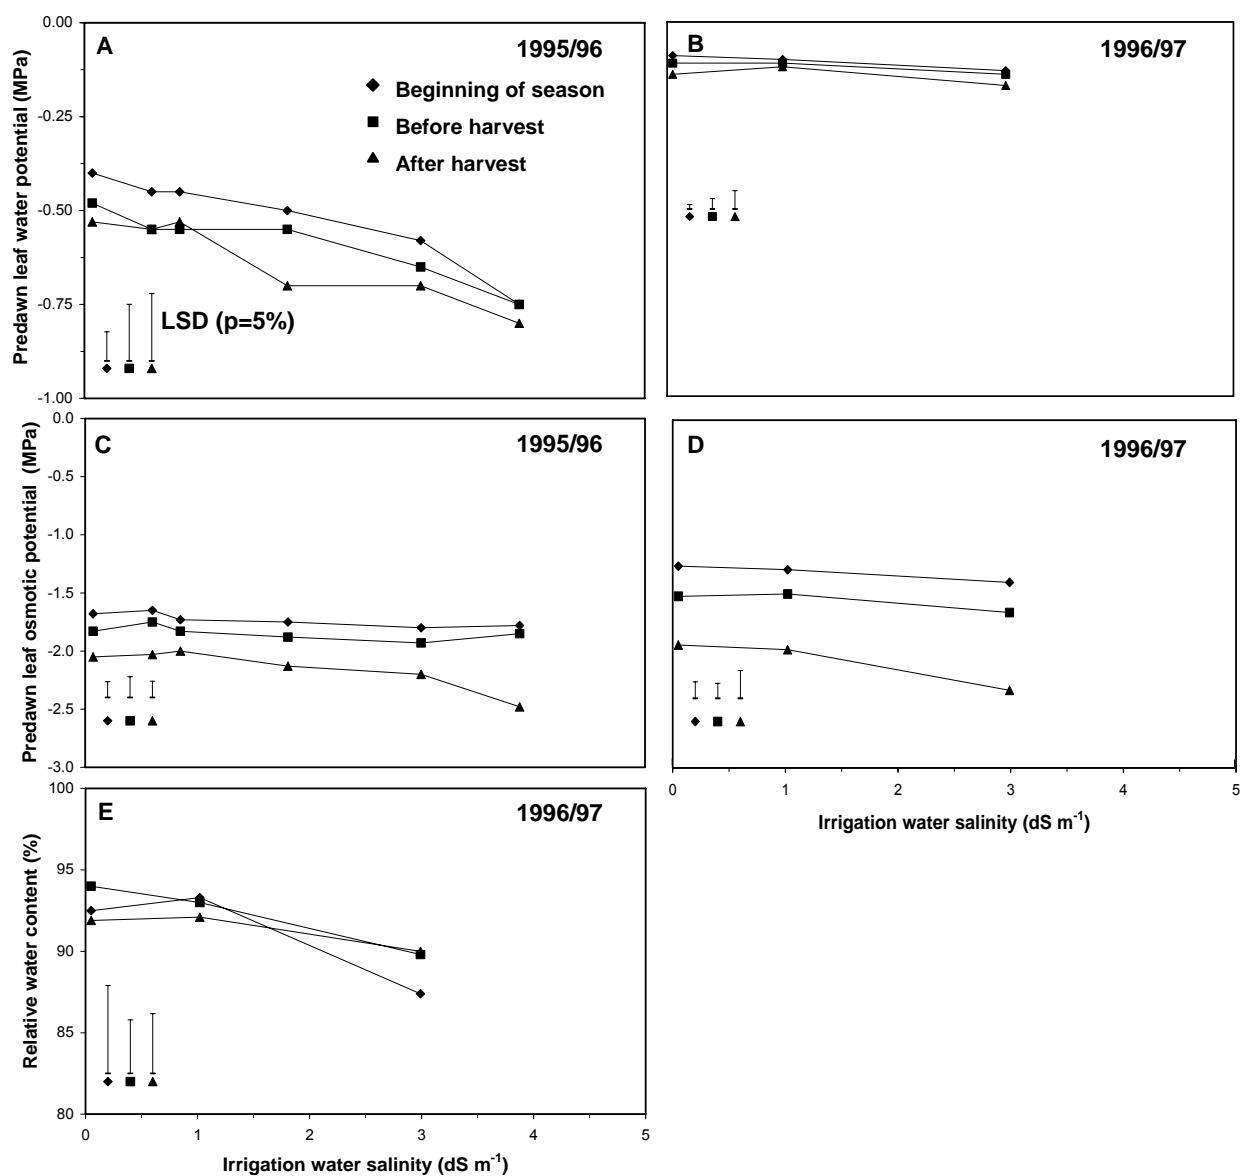 A
1995/96
Beginning of season
Before harvest
After harvest
LSD (p=5%)
Predawn leaf water potential (MPa)
0.00
-0.25
-0.50
-0.75
-1.00
B
1996/97
C
1995/96
Predawn leaf osmotic potential (MPa)
0.0
-0.5
-1.0
-1.5
-2.0
-2.5
-3.0
D
1996/97
0 1 2 3 4 5
Irrigation water salinity (dS m⁻¹)
E
1996/97
Relative water content (%)
100
95
90
85
80
0 1 2 3 4 5
Irrigation water salinity (dS m⁻¹)